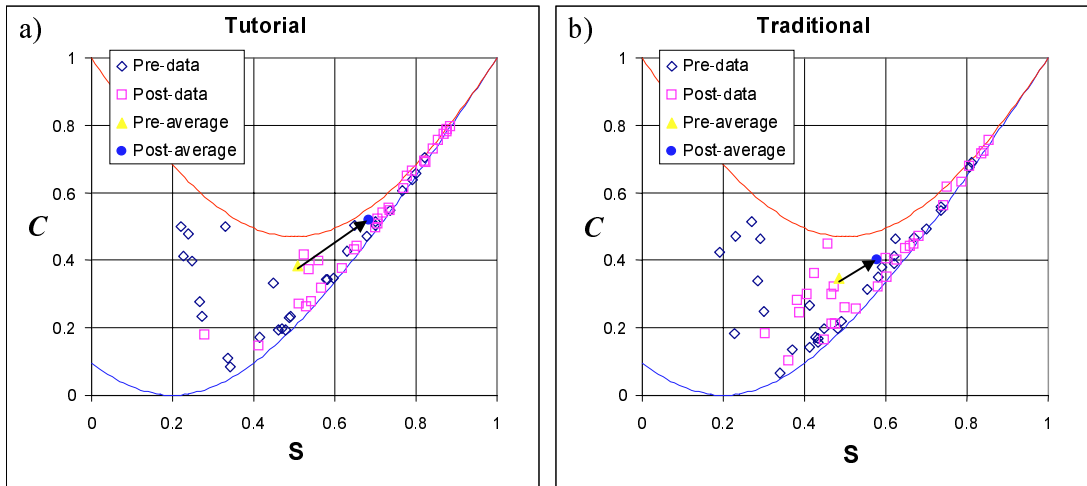 a)
Tutorial
Pre-data
Post-data
Pre-average
Post-average
1
0.8
0.6
0.4
0.2
0
C
0
0.2
0.4
0.6
0.8
1
S
b)
Traditional
Pre-data
Post-data
Pre-average
Post-average
1
0.8
0.6
0.4
0.2
0
C
0
0.2
0.4
0.6
0.8
1
S